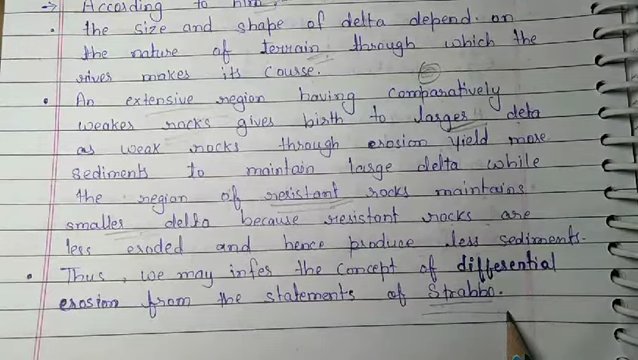 → According to him.
• the size and shape of delta depend on
the nature of terrain through which the
river makes its course.
• An extensive region having comparatively
weaker rocks gives birth to larger delta
as weak rocks through erosion yield more
sediments to maintain large delta while
the region of resistant rocks maintains
smaller delta because resistant rocks are
less eroded and hence produce less sediments.
• Thus, we may infer the concept of differential
erosion from the statements of Strabbo.